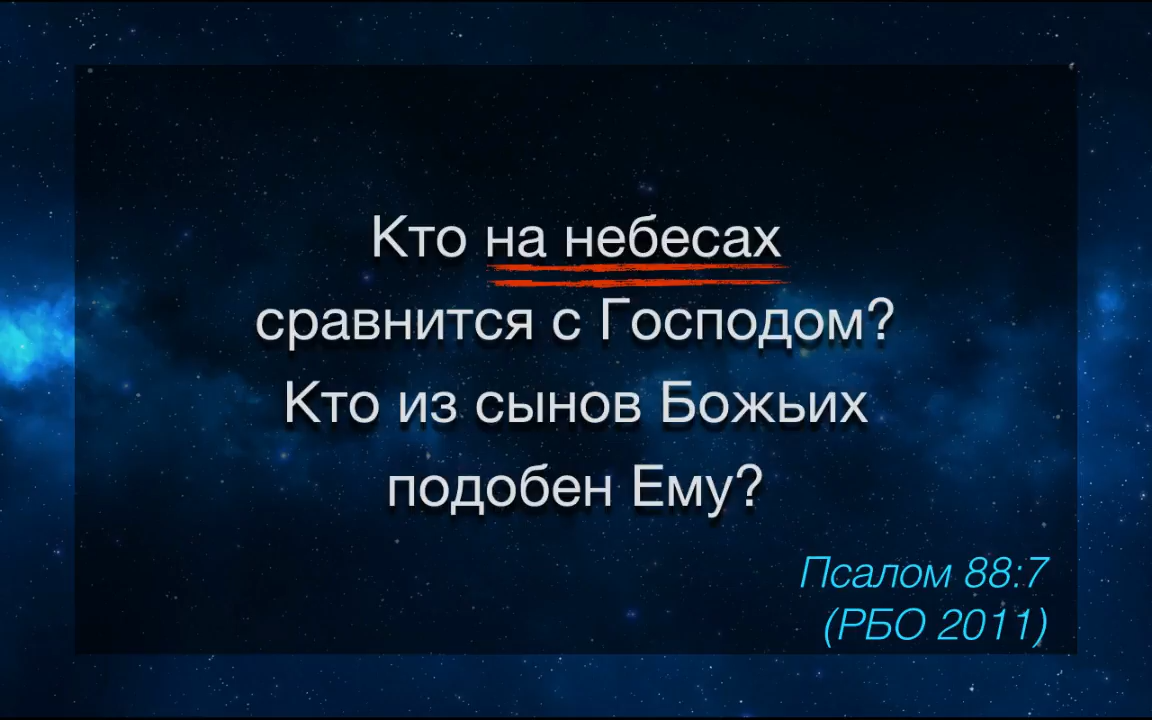 Кто на небесах
сравнится с Господом?
Кто из сынов Божьих
подобен Ему?
Псалом 88:7
(РБО 2011)